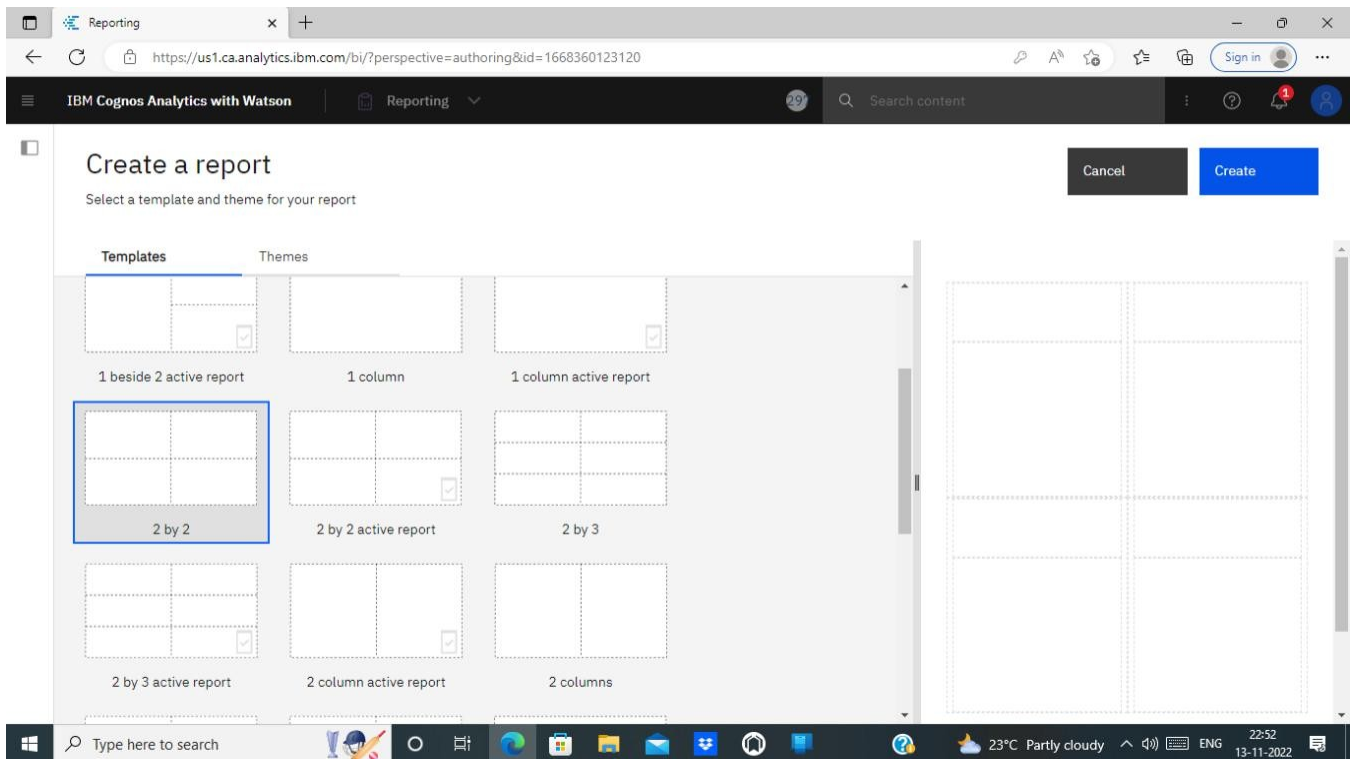 Reporting
https://us1.ca.analytics.ibm.com/bi/?perspective=authoring&id=1668360123120
Sign in
IBM Cognos Analytics with Watson
Reporting
29
Search content
1
Create a report
Select a template and theme for your report
Cancel
Create
Templates
Themes
1 beside 2 active report
1 column
1 column active report
2 by 2
2 by 2 active report
2 by 3
2 by 3 active report
2 column active report
2 columns
Type here to search
23°C Partly cloudy
ENG
22:52
13-11-2022